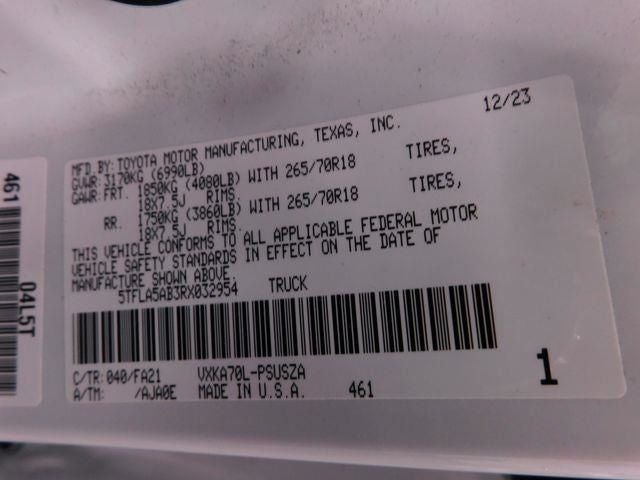 12/23
MFD.BY: TOYOTA MOTOR MANUFACTURING, TEXAS, INC.
GVWR: 3170KG (6990LB)
GAWR: FRT. 1850KG (4080LB) WITH 265/70R18 TIRES,
18X7.5J RIMS.
RR. 1750KG (3860LB) WITH 265/70R18 TIRES,
18X7.5J RIMS.
THIS VEHICLE CONFORMS TO ALL APPLICABLE FEDERAL MOTOR
VEHICLE SAFETY STANDARDS IN EFFECT ON THE DATE OF
MANUFACTURE SHOWN ABOVE.
5TFLA5AB3RX032954 TRUCK
C/TR: 040/FA21 VXKA70L-PSUSZA
A/TM: /AJA0E MADE IN U.S.A. 461
1
461
04L5T